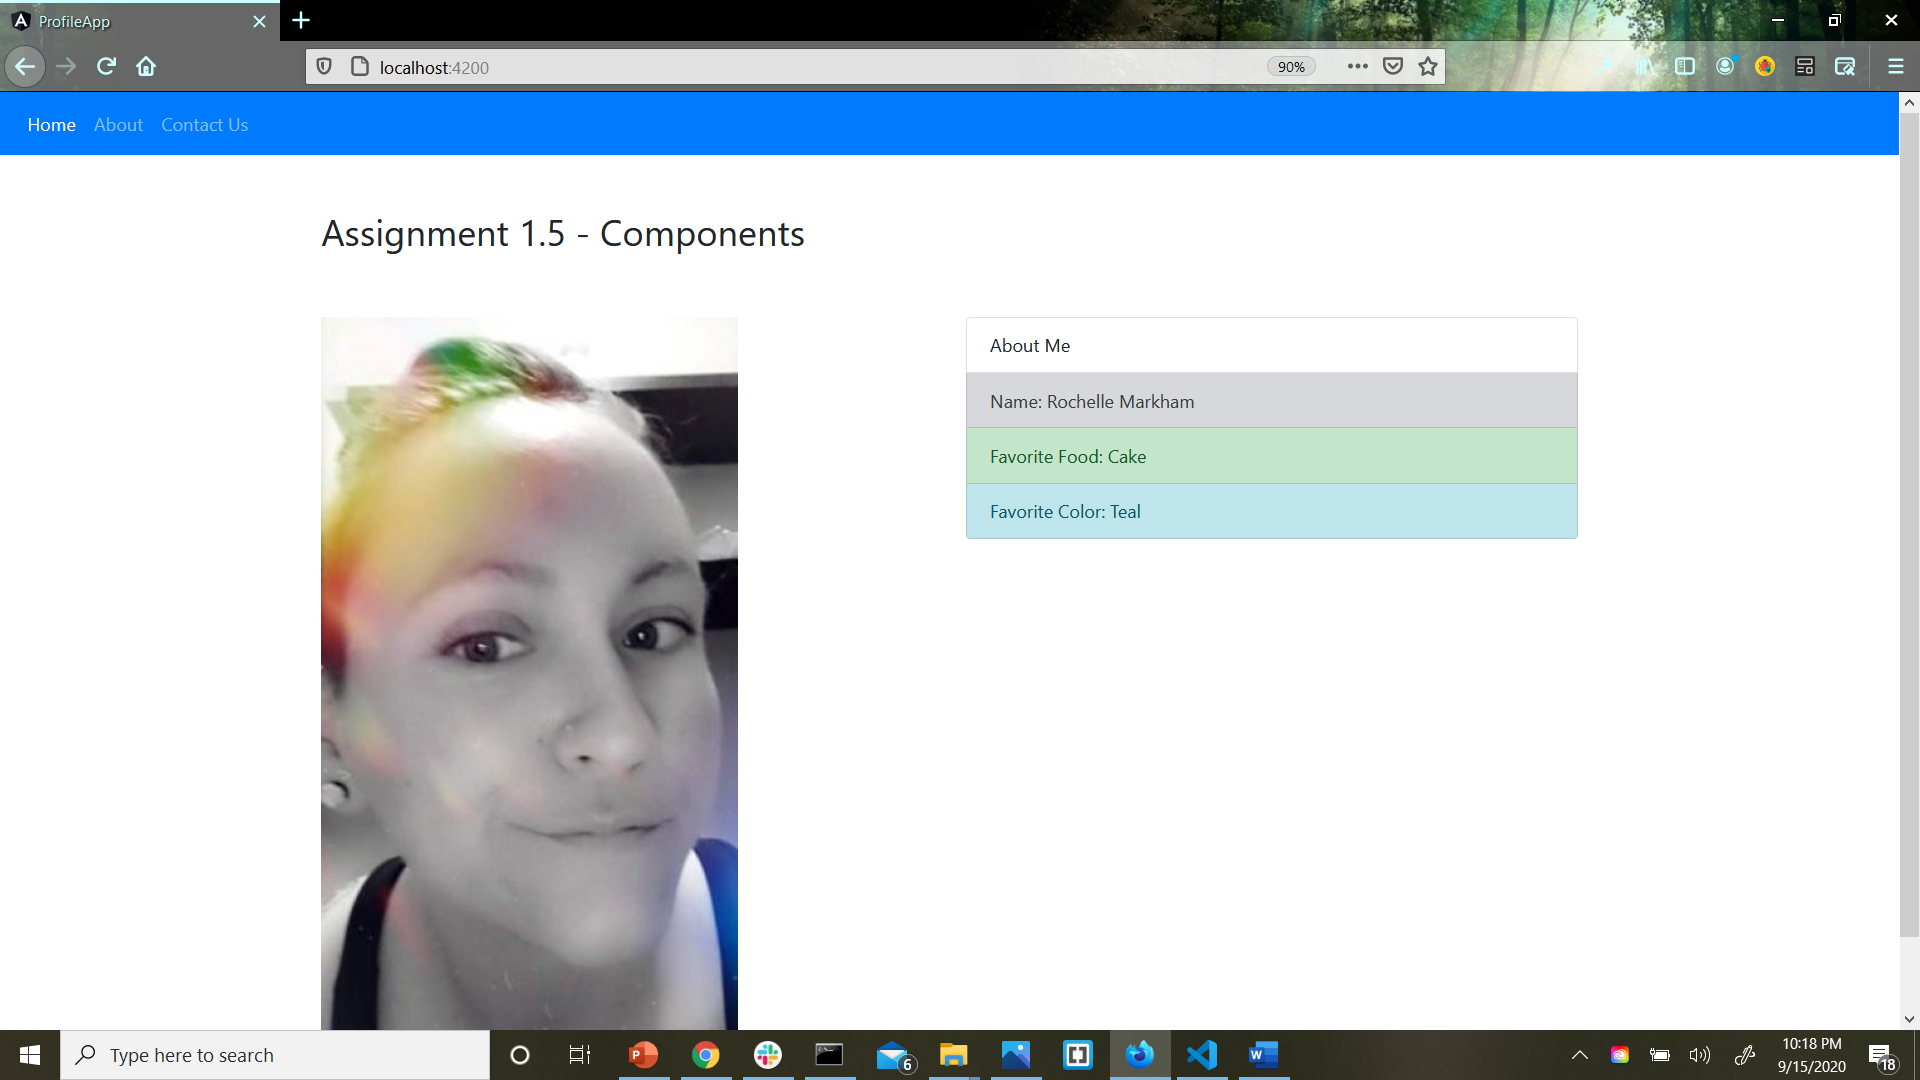 ProfileApp
localhost:4200
90%
Home About Contact Us
Assignment 1.5 - Components
About Me
Name: Rochelle Markham
Favorite Food: Cake
Favorite Color: Teal
Type here to search
6
10:18 PM
9/15/2020
18